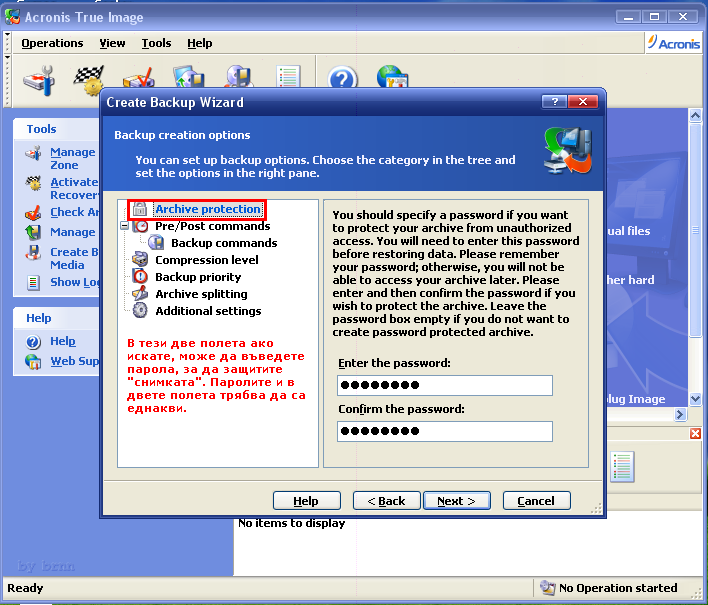 Acronis True Image
Operations View Tools Help
Acronis
Create Backup Wizard
Backup creation options
You can set up backup options. Choose the category in the tree and
set the options in the right pane.
Tools
Manage
Zone
Activate
Recover
Check Ar
Manage
Create B
Media
Show Log
Help
Help
Web Sup
Archive protection
Pre/Post commands
Backup commands
Compression level
Backup priority
Archive splitting
Additional settings
В тези две полета ако
искате, може да въведете
парола, за да защитите
"снимката". Паролите и в
двете полета трябва да са
еднакви.
You should specify a password if you want
to protect your archive from unauthorized
access. You will need to enter this password
before restoring data. Please remember
your password; otherwise, you will not be
able to access your archive later. Please
enter and then confirm the password if you
wish to protect the archive. Leave the
password box empty if you do not want to
create password protected archive.
Enter the password:
●●●●●●●●
Confirm the password:
●●●●●●●●
ual files
her hard
plug Image
Help < Back Next > Cancel
No items to display
by brnn
Ready
No Operation started